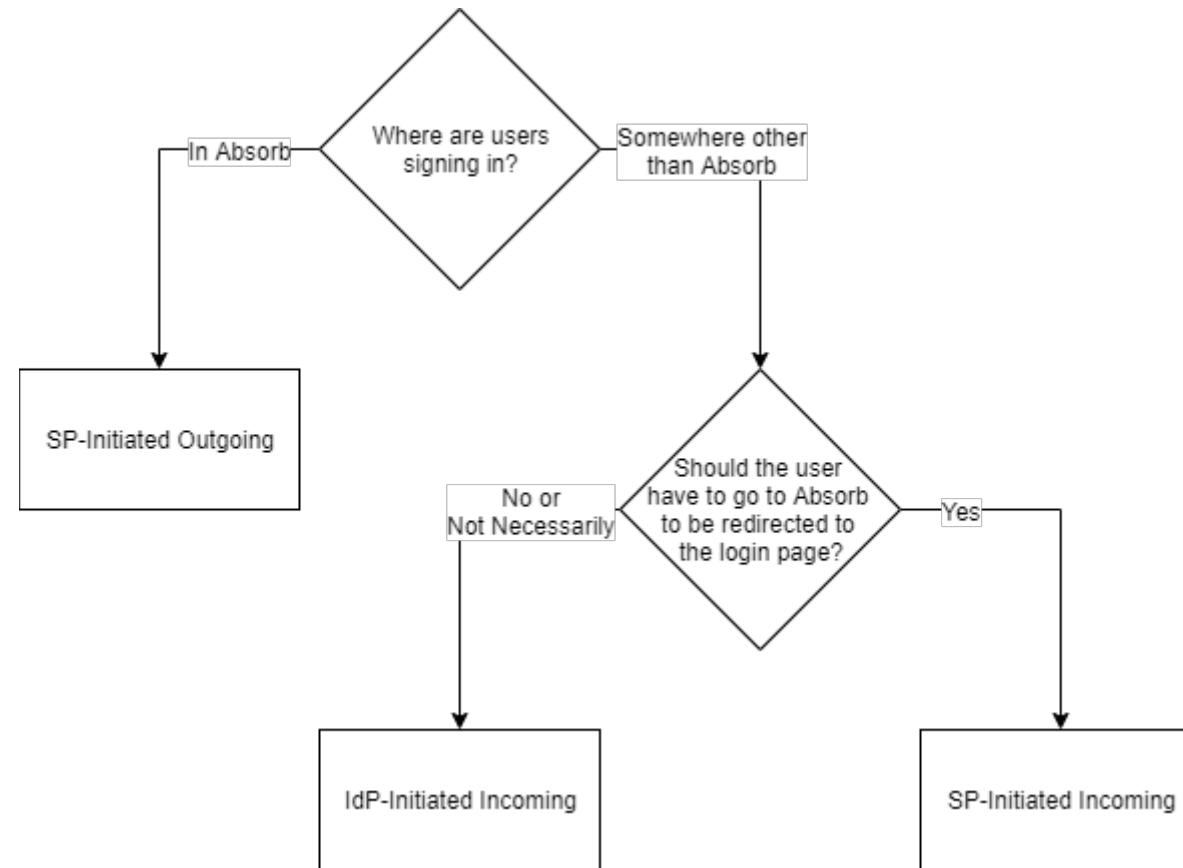 Where are users
signing in?
In Absorb
Somewhere other
than Absorb
SP-Initiated Outgoing
Should the user
have to go to Absorb
to be redirected to
the login page?
No or
Not Necessarily
Yes
IdP-Initiated Incoming
SP-Initiated Incoming